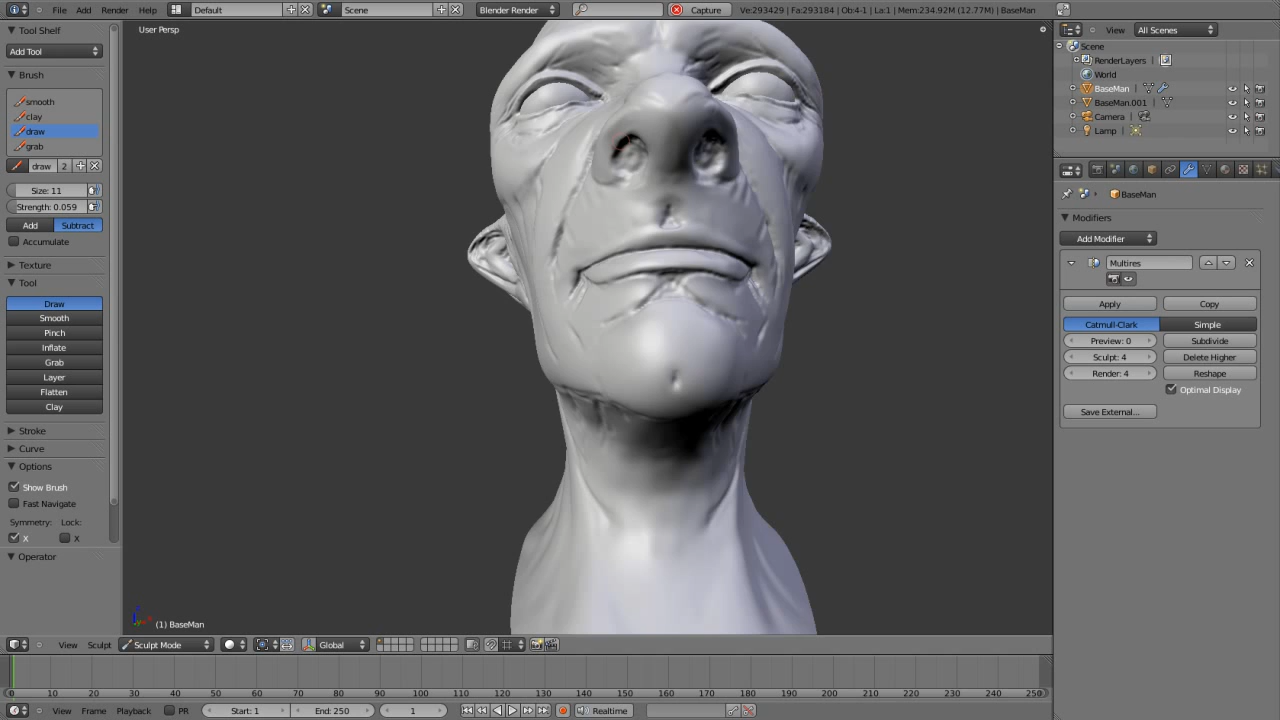 File Add Render Help Default Scene Blender Render Capture Ve:293429 | Fa:293184 | Ob:4-1 | La:1 | Mem:234.92M (12.77M) | BaseMan
Tool Shelf
Add Tool
Brush
smooth
clay
draw
grab
draw 2
Size: 11
Strength: 0.059
Add Subtract
Accumulate
Texture
Tool
Draw
Smooth
Pinch
Inflate
Grab
Layer
Flatten
Clay
Stroke
Curve
Options
Show Brush
Fast Navigate
Symmetry: Lock:
X X
Operator
User Persp
(1) BaseMan
View All Scenes
Scene
RenderLayers
World
BaseMan
BaseMan.001
Camera
Lamp
BaseMan
Modifiers
Add Modifier
Multires
Apply Copy
Catmull-Clark Simple
Preview: 0 Subdivide
Sculpt: 4 Delete Higher
Render: 4 Reshape
Optimal Display
Save External...
View Sculpt Sculpt Mode Global
0 10 20 30 40 50 60 70 80 90 100 110 120 130 140 150 160 170 180 190 200 210 220 230 240 250
View Frame Playback PR Start: 1 End: 250 1 Realtime